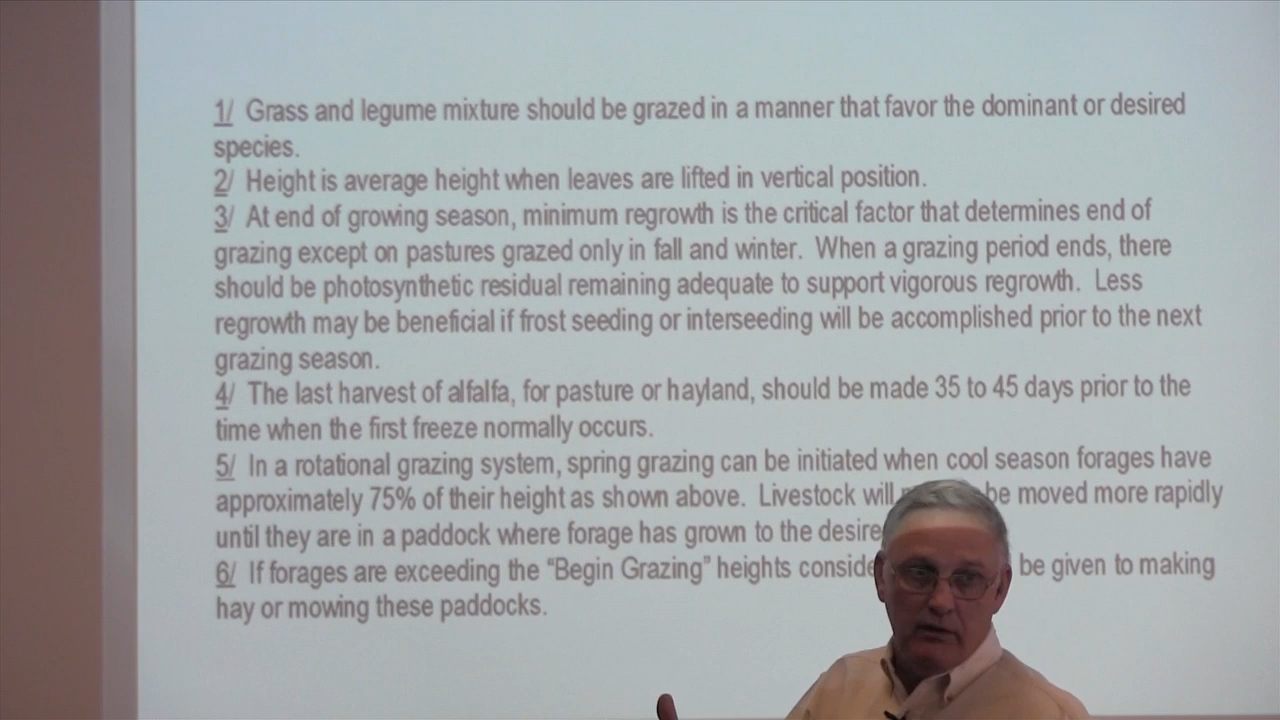 1/ Grass and legume mixture should be grazed in a manner that favor the dominant or desired
species.
2/ Height is average height when leaves are lifted in vertical position.
3/ At end of growing season, minimum regrowth is the critical factor that determines end of
grazing except on pastures grazed only in fall and winter. When a grazing period ends, there
should be photosynthetic residual remaining adequate to support vigorous regrowth. Less
regrowth may be beneficial if frost seeding or interseeding will be accomplished prior to the next
grazing season.
4/ The last harvest of alfalfa, for pasture or hayland, should be made 35 to 45 days prior to the
time when the first freeze normally occurs.
5/ In a rotational grazing system, spring grazing can be initiated when cool season forages have
approximately 75% of their height as shown above. Livestock will be moved more rapidly
until they are in a paddock where forage has grown to the
6/ If forages are exceeding the “Begin Grazing” heights be given to making
hay or mowing these paddocks.